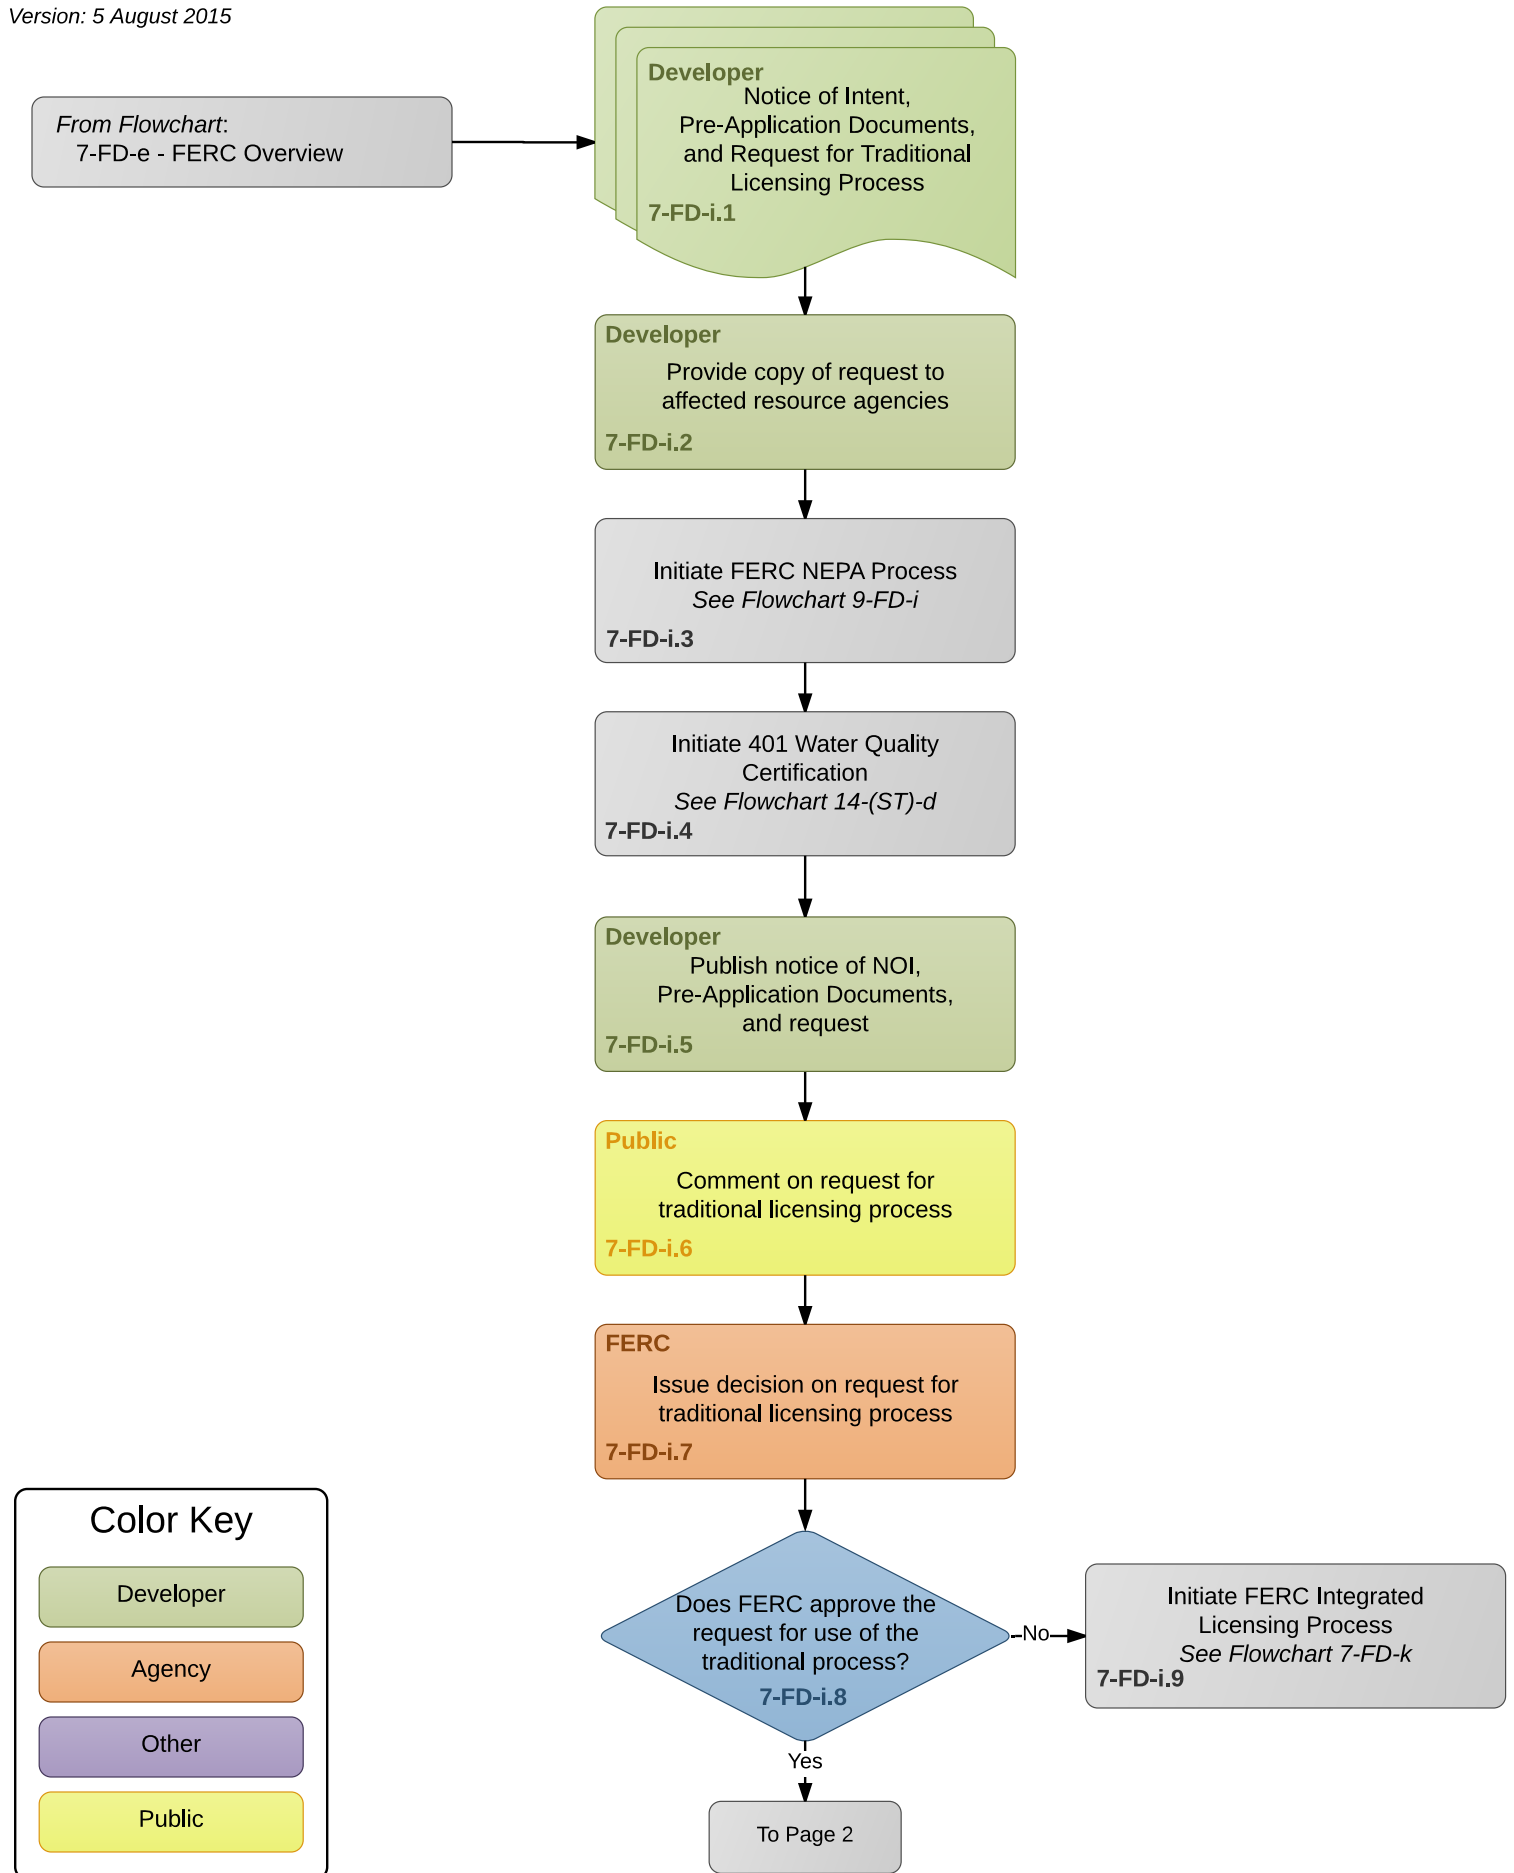 Version: 5 August 2015
From Flowchart:
7-FD-e - FERC Overview
Developer
Notice of Intent,
Pre-Application Documents,
and Request for Traditional
Licensing Process
7-FD-i.1
Developer
Provide copy of request to
affected resource agencies
7-FD-i.2
Initiate FERC NEPA Process
See Flowchart 9-FD-i
7-FD-i.3
Initiate 401 Water Quality
Certification
See Flowchart 14-(ST)-d
7-FD-i.4
Developer
Publish notice of NOI,
Pre-Application Documents,
and request
7-FD-i.5
Public
Comment on request for
traditional licensing process
7-FD-i.6
FERC
Issue decision on request for
traditional licensing process
7-FD-i.7
Does FERC approve the
request for use of the
traditional process?
7-FD-i.8
No
Initiate FERC Integrated
Licensing Process
See Flowchart 7-FD-k
7-FD-i.9
Yes
To Page 2
Color Key
Developer
Agency
Other
Public